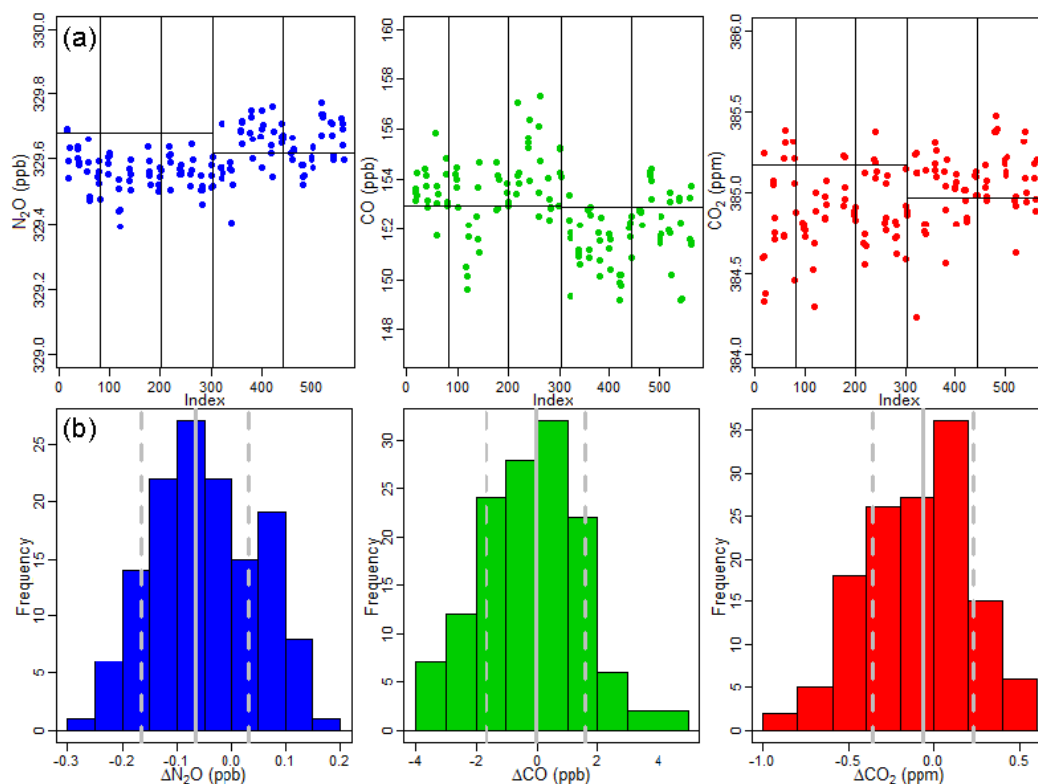 (a)
N₂O (ppb)
329.0 329.2 329.4 329.6 329.8 330.0
0 100 200 300 400 500
Index
CO (ppb)
148 150 152 154 156 158 160
0 100 200 300 400 500
Index
CO₂ (ppm)
384.0 384.5 385.0 385.5 386.0
0 100 200 300 400 500
Index
(b)
Frequency
0 5 10 15 20 25
-0.3 -0.2 -0.1 0.0 0.1 0.2
ΔN₂O (ppb)
Frequency
0 5 10 15 20 30
-4 -2 0 2 4
ΔCO (ppb)
Frequency
0 5 10 15 20 25 30 35
-1.0 -0.5 0.0 0.5
ΔCO₂ (ppm)